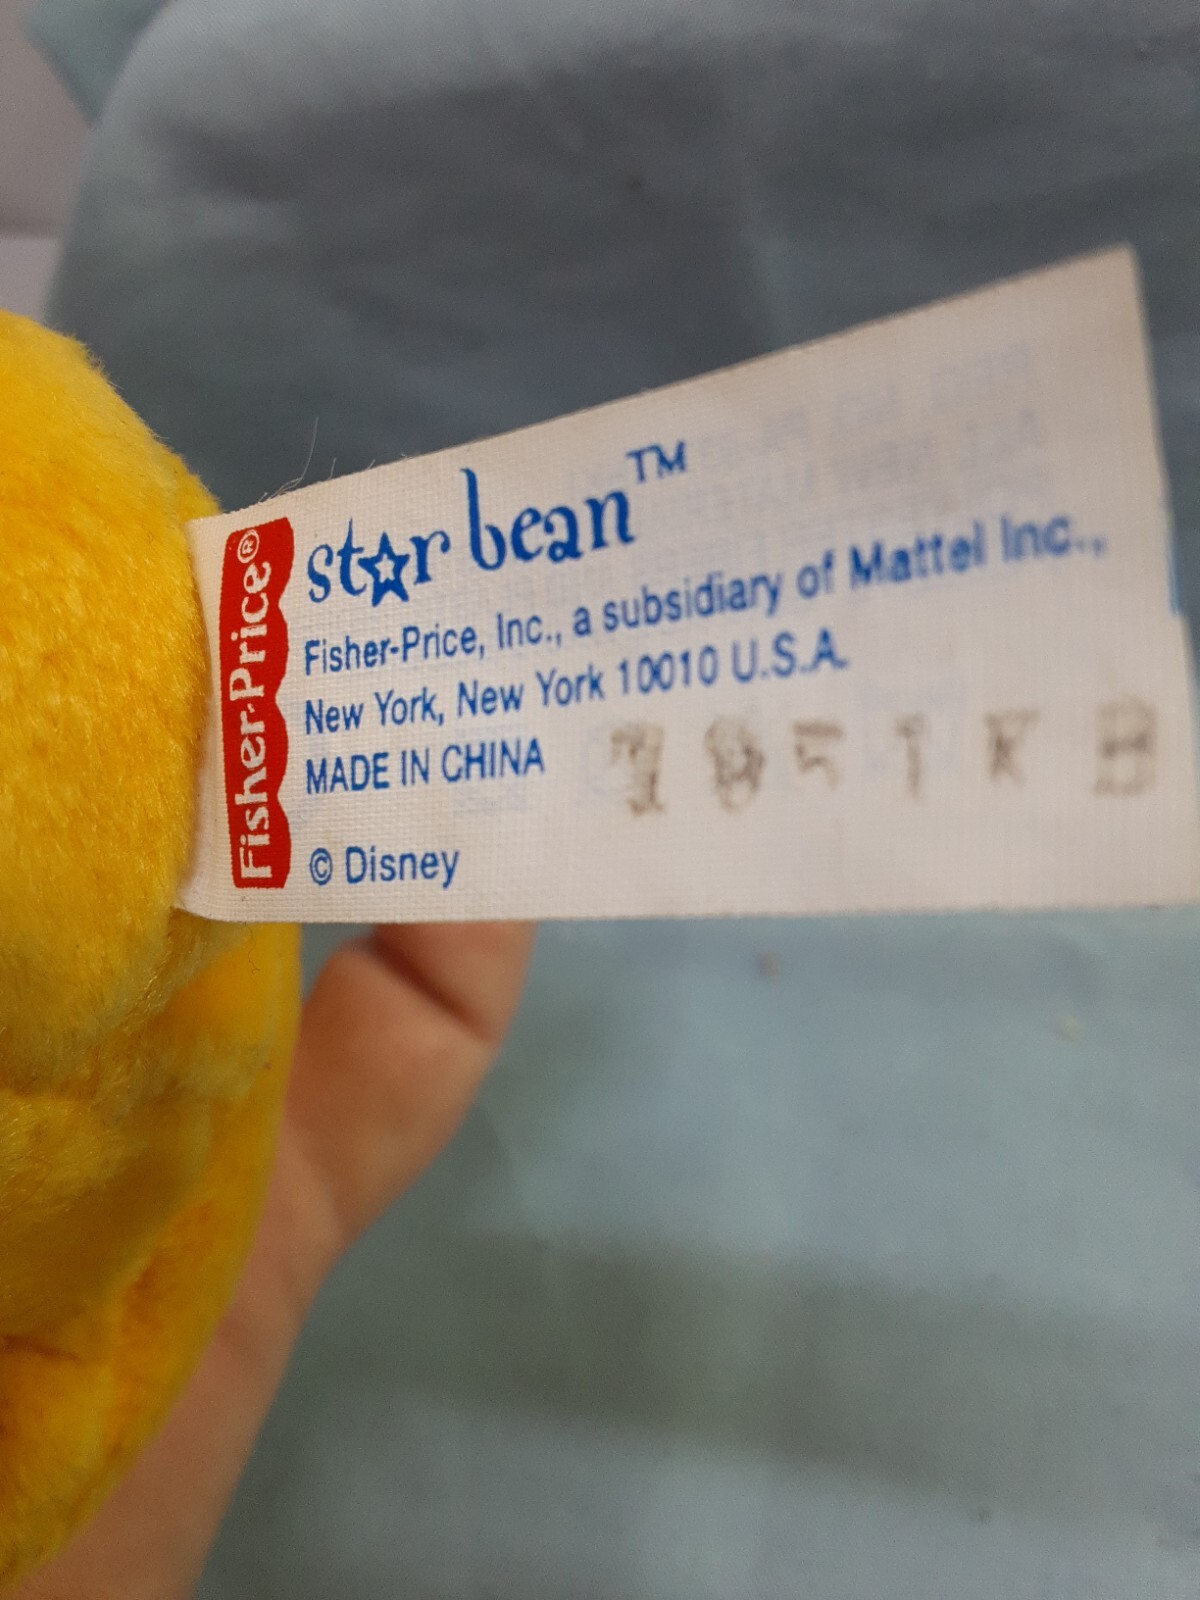 Fisher-Price®
star bean™
Fisher-Price, Inc., a subsidiary of Mattel Inc.,
New York, New York 10010 U.S.A.
MADE IN CHINA
© Disney